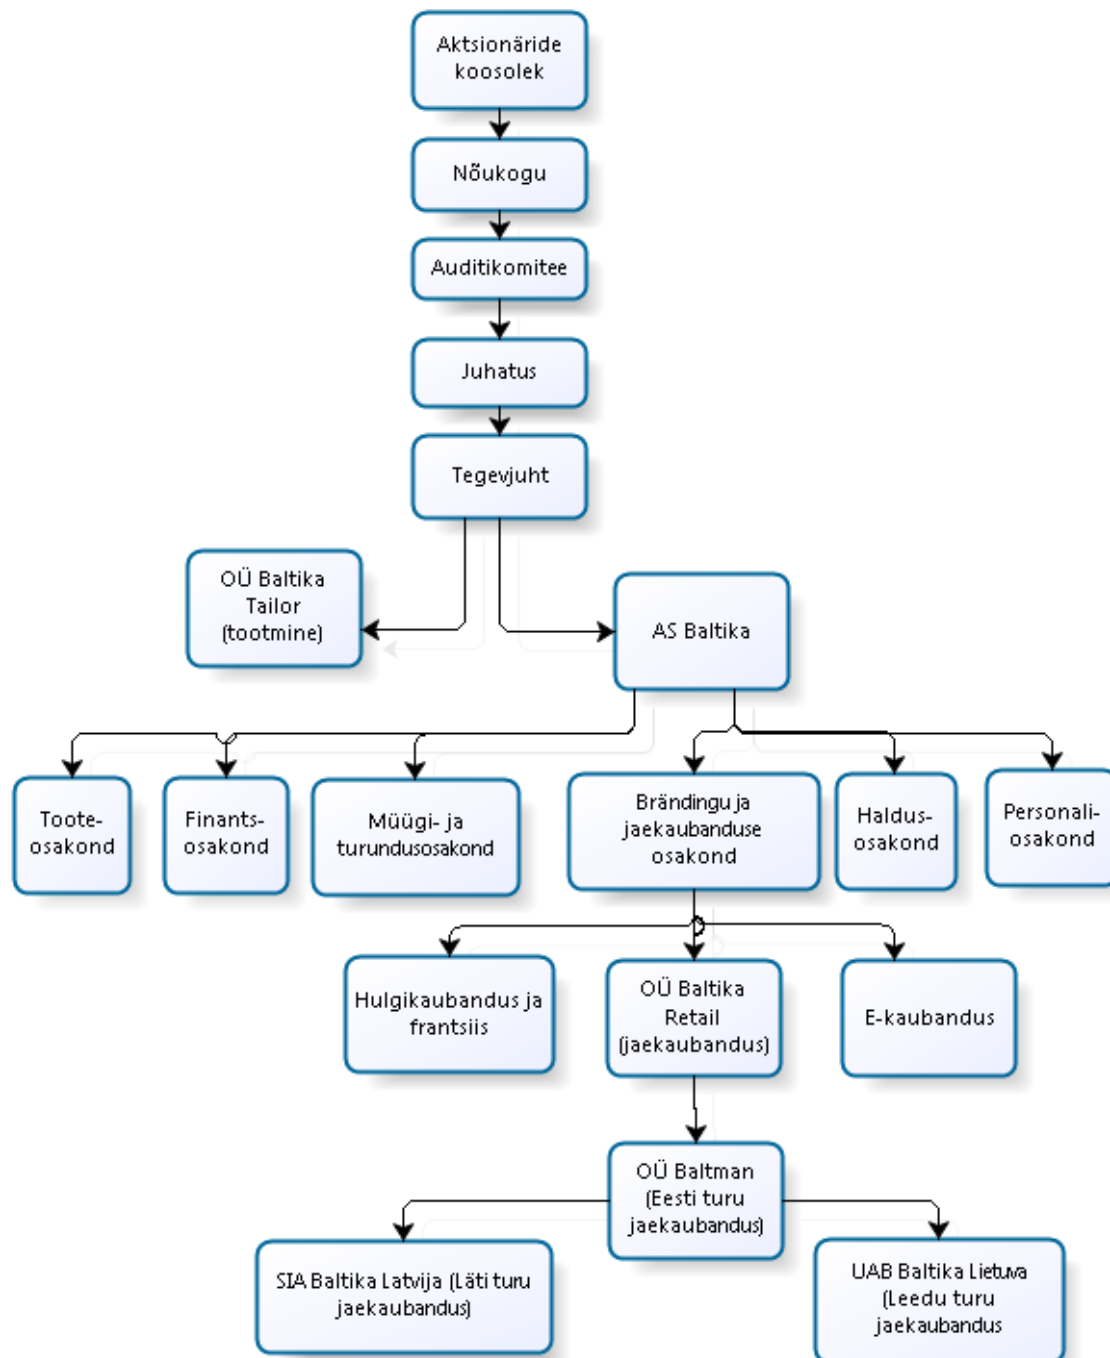 Aktsionäride
koosolek
Nõukogu
Auditikomitee
Juhatus
Tegevjuht
OÜ Baltika
Tailor
(tootmine)
AS Baltika
Toote-
osakond
Finants-
osakond
Müügi- ja
turundusosakond
Brändingu ja
jaekaubanduse
osakond
Haldus-
osakond
Personali-
osakond
Hulgikaubandus ja
frantsiis
OÜ Baltika
Retail
(jaekaubandus)
E-kaubandus
OÜ Baltman
(Eesti turu
jaekaubandus)
SIA Baltika Latvija (Läti turu
jaekaubandus)
UAB Baltika Lietuva
(Leedu turu
jaekaubandus